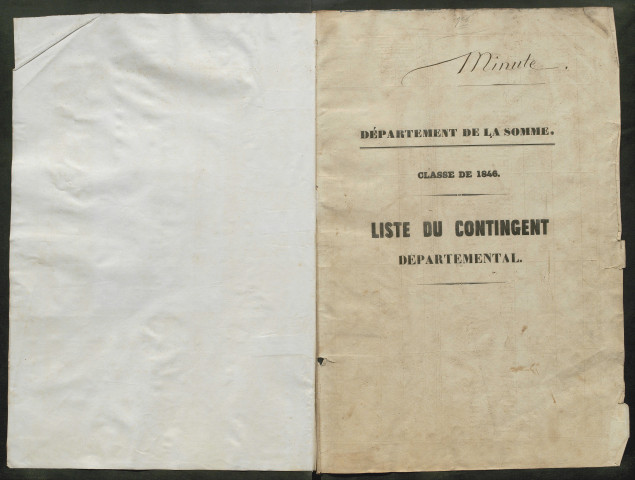 Minute.
DÉPARTEMENT DE LA SOMME.
CLASSE DE 1846.
LISTE DU CONTINGENT
DEPARTEMENTAL.